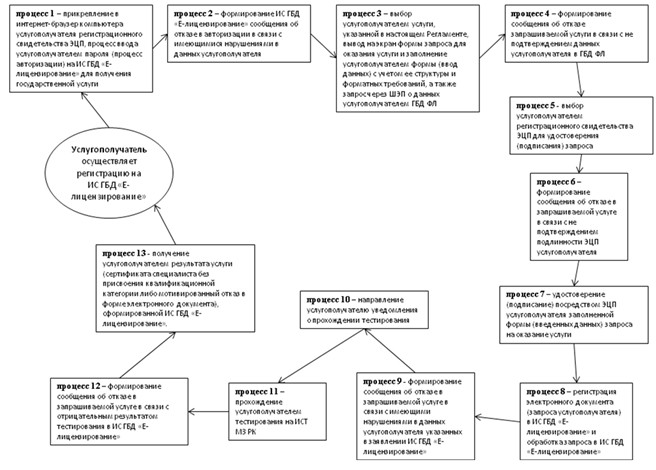 процесс 1 – прикрепление в
интернет-браузер компьютера
услугополучателя регистрационного
свидетельства ЭЦП, процесс ввода
услугополучателем пароля (процесс
авторизации) на ИС ГБД «Е-
лицензирование» для получения
государственной услуги
процесс 2 – формирование ИС ГБД
«Е-лицензирование» сообщения об
отказе в авторизации в связи с
имеющимися нарушениями в
данных услугополучателя
процесс 3 – выбор
услугополучателем услуги,
указанной в настоящем Регламенте,
вывод на экран формы запроса для
оказания услуги и заполнение
услугополучателем формы (ввод
данных) с учетом ее структуры и
форматных требований, а также
запрос через ШЭП о данных
услугополучателем ГБД ФЛ
процесс 4 – формирование
сообщения об отказе
запрашиваемой услуги в связи с не
подтверждением данных
услугополучателя в ГБД ФЛ
процесс 5 - выбор
услугополучателем
регистрационного свидетельства
ЭЦП для удостоверения
(подписания) запроса
процесс 6 –
формирование
сообщения об отказе в
запрашиваемой услуге
в связи с не
подтверждением
подлинности ЭЦП
услугополучателя
процесс 7 – удостоверение
(подписание) посредством ЭЦП
услугополучателя заполненной
формы (введенных данных) запроса
на оказание услуги
процесс 8 – регистрация
электронного документа
(запроса услугополучателя)
в ИС ГБД «Е-
лицензирование» и
обработка запроса в ИС ГБД
«Е-лицензирование»
процесс 9 - формирование
сообщения об отказе в
запрашиваемой услуге в
связи с имеющими
нарушениями в данных
услугополучателя указанных
в заявлении ИС ГБД «Е-
лицензирование»
процесс 10 – направление
услугополучателю уведомления
о прохождении тестирования
процесс 11 –
прохождение
услугополучателем
тестирования на ИСТ
МЗ РК
процесс 12 – формирование
сообщения об отказе в
запрашиваемой услуге в связи с
отрицательным результатом
тестирования в ИС ГБД «Е-
лицензирование»
процесс 13 - получение
услугополучателем результата услуги
(сертификата специалиста без
присвоения квалификационной
категории либо мотивированный отказ в
форме электронного документа),
сформированной ИС ГБД «Е-
лицензирование».
Услугополучатель
осуществляет
регистрацию на
ИС ГБД «Е-
лицензирование»